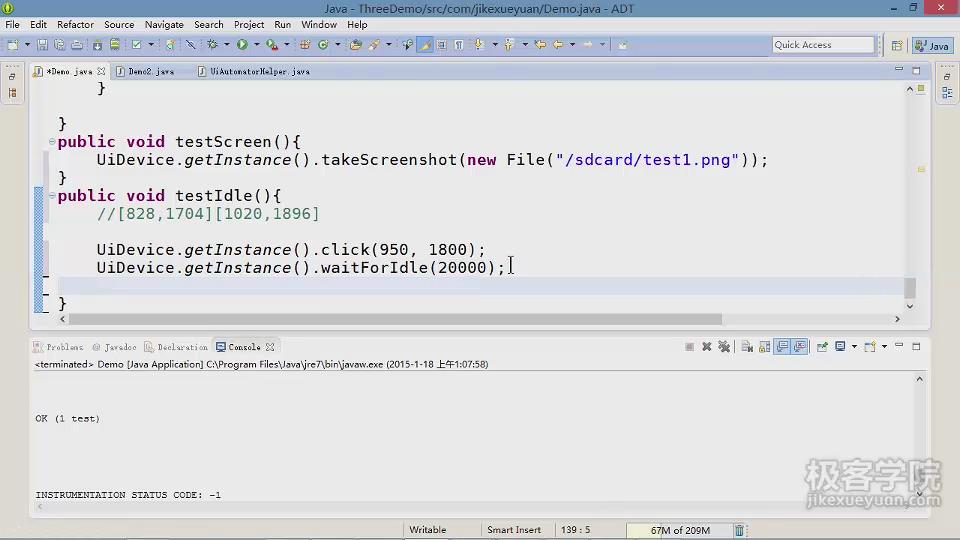 Java - ThreeDemo/src/com/jikexueyuan/Demo.java - ADT
File Edit Refactor Source Navigate Search Project Run Window Help
Quick Access
Java
*Demo.java Demo2.java UiAutomatorHelper.java
}
}
public void testScreen(){
UiDevice.getInstance().takeScreenshot(new File("/sdcard/test1.png"));
}
public void testIdle(){
//[828,1704][1020,1896]
UiDevice.getInstance().click(950, 1800);
UiDevice.getInstance().waitForIdle(20000);
}
Problems @ Javadoc Declaration Console
<terminated> Demo [Java Application] C:\Program Files\Java\jre7\bin\javaw.exe (2015-1-18 上午1:07:58)
OK (1 test)
INSTRUMENTATION STATUS CODE: -1
极客学院
jikexueyuan.com
Writable Smart Insert 139 : 5 67M of 209M